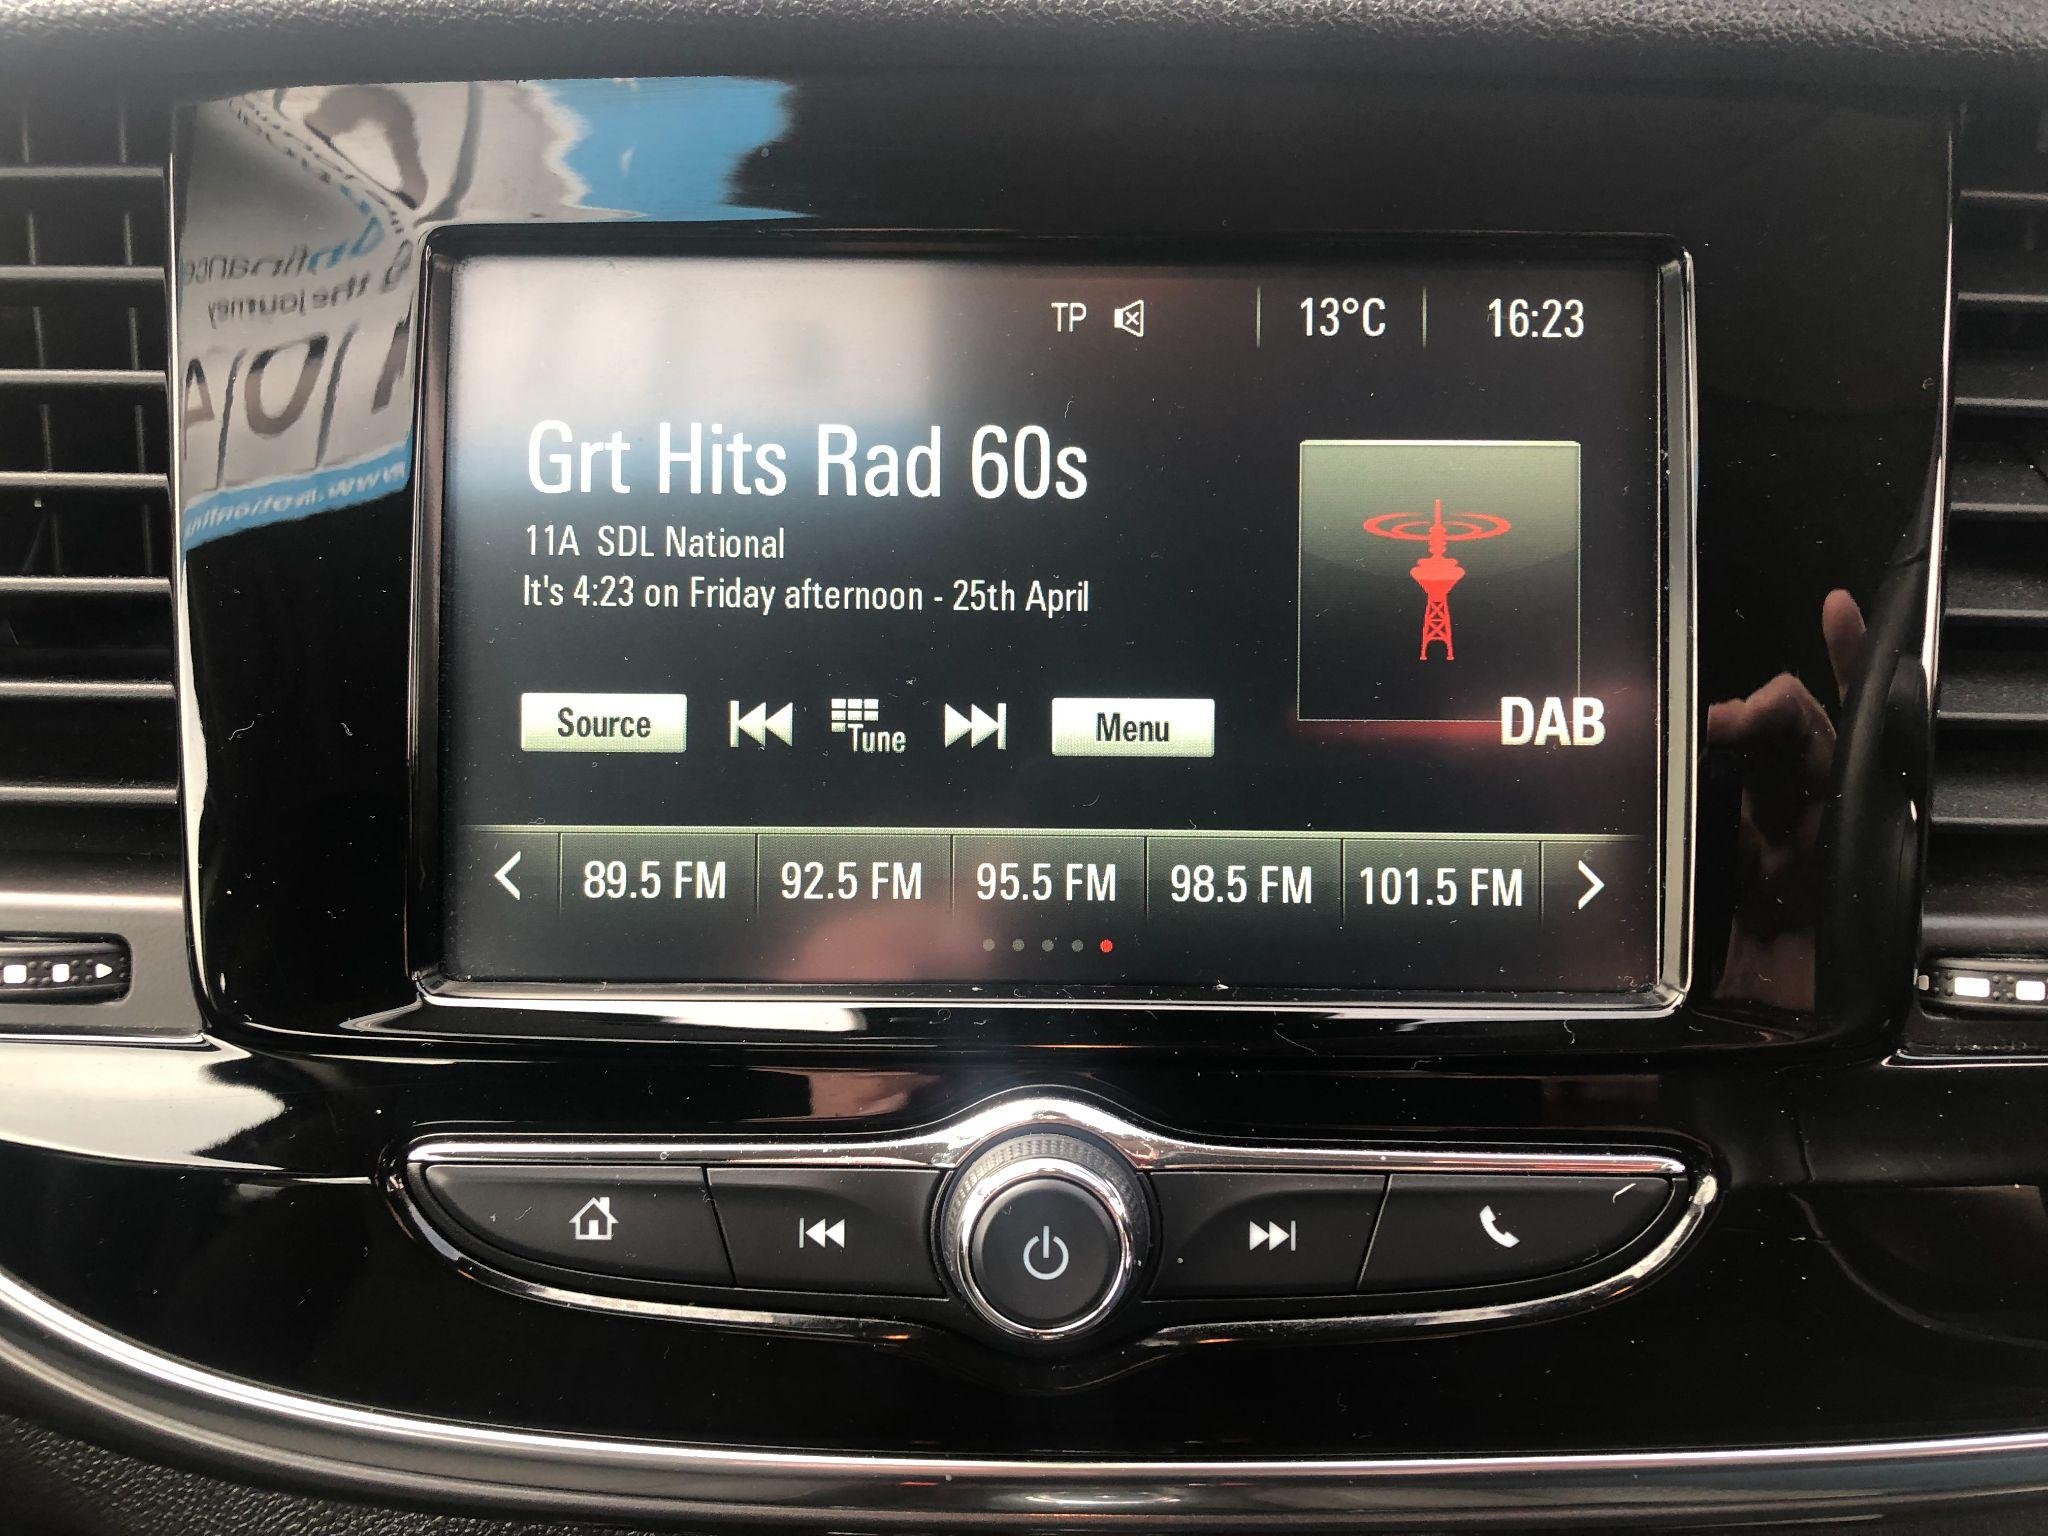 TP 13°C 16:23
Grt Hits Rad 60s
11A SDL National
It's 4:23 on Friday afternoon - 25th April
Source Tune Menu
DAB
89.5 FM 92.5 FM 95.5 FM 98.5 FM 101.5 FM
the journey